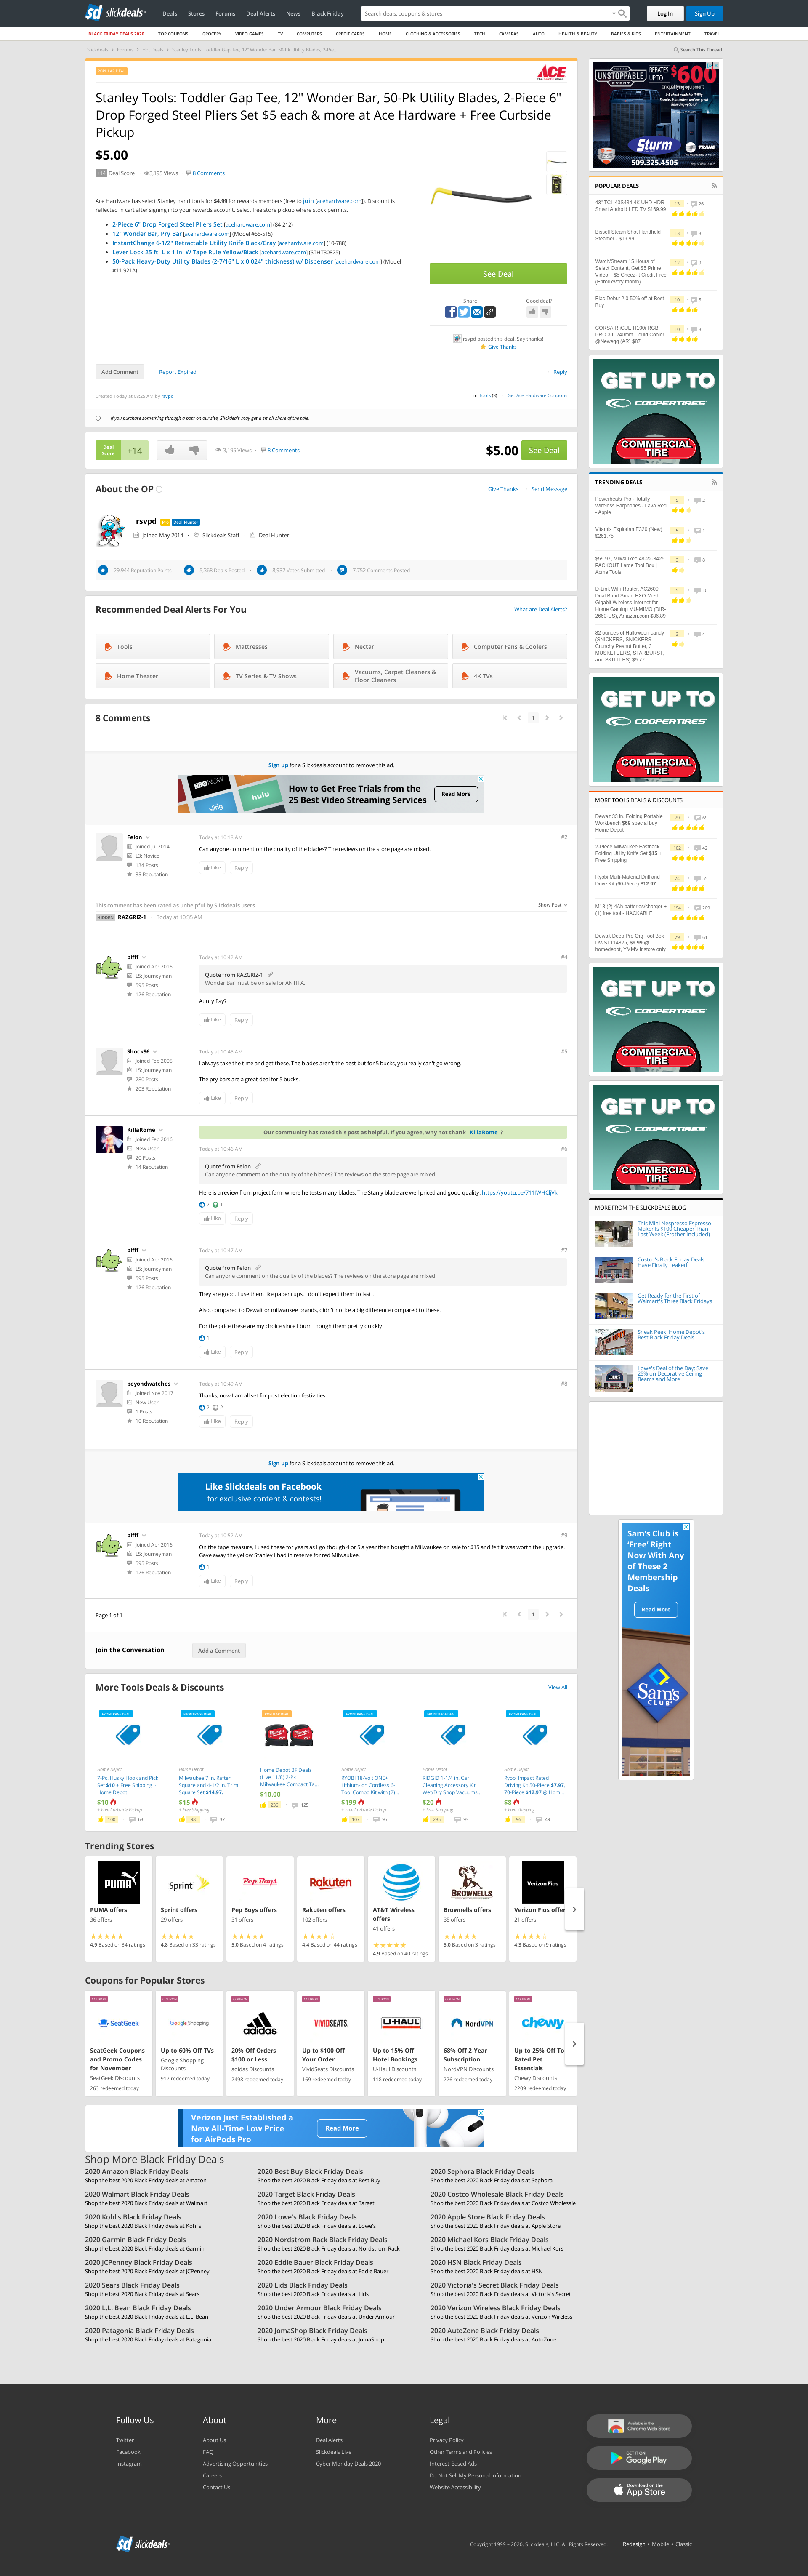 slickdeals
Deals Stores Forums Deal Alerts News Black Friday
Search deals, coupons & stores
Log In Sign Up
BLACK FRIDAY DEALS 2020 TOP COUPONS GROCERY VIDEO GAMES TV COMPUTERS CREDIT CARDS HOME CLOTHING & ACCESSORIES TECH CAMERAS AUTO HEALTH & BEAUTY BABIES & KIDS ENTERTAINMENT TRAVEL
Slickdeals Forums Hot Deals Stanley Tools: Toddler Gap Tee, 12" Wonder Bar, 50-Pk Utility Blades, 2-Pie...
Search This Thread
ACE
Stanley Tools: Toddler Gap Tee, 12" Wonder Bar, 50-Pk Utility Blades, 2-Piece 6"
Drop Forged Steel Pliers Set $5 each & more at Ace Hardware + Free Curbside
Pickup
$5.00
+14 Deal Score 3,195 Views 8 Comments
Ace Hardware has select Stanley hand tools for $4.99 for rewards members (free to join [acehardware.com]). Discount is
reflected in cart after signing into your rewards account. Select free store pickup where stock permits.
2-Piece 6" Drop Forged Pliers Set [acehardware.com] (84-212)
12" Wonder Bar, Pry Bar [acehardware.com] (Model #55-515)
InstantChange 6-1/2" Retractable Utility Knife Black/Gray [acehardware.com] (10-788)
Lever Lock 25 ft. L x 1 in. W Tape Rule Yellow/Black [acehardware.com] (STHT30825)
50-Pack Heavy-Duty Utility Blades (2-7/16" L x 0.024" thickness) w/ Dispenser [acehardware.com] (Model
#11-921A)
See Deal
Share Good deal?
rsvpd posted this deal. Say thanks!
Give Thanks
Add Comment Report Expired Reply
Created Today at 08:25 AM by rsvpd
Tools (3) Get Ace Hardware Coupons
If you purchase something through a post on our site, Slickdeals may get a small share of the sale.
Deal
Score
+14
3,195 Views 8 Comments
$5.00 See Deal
About the OP
Give Thanks Send Message
rsvpd Pro Deal Hunter
Joined May 2014 Slickdeals Staff Deal Hunter
29,944 Reputation Points 5,368 Deals Posted 8,932 Votes Submitted 7,752 Comments Posted
Recommended Deal Alerts For You
What are Deal Alerts?
Tools Mattresses Nectar Computer Fans & Coolers
Home Theater TV Series & TV Shows Vacuums, Carpet Cleaners &
Floor Cleaners 4K TVs
8 Comments
1
Sign up for a Slickdeals account to remove this ad.
HBO NOW
sling
How to Get Free Trials from the
25 Best Video Streaming Services
Read More
Felon
Joined Jul 2014
L3: Novice
134 Posts
35 Reputation
Today at 10:18 AM
#2
Can anyone comment on the quality of the blades? The reviews on the store page are mixed.
Like Reply
This comment has been rated as unhelpful by Slickdeals users
Show Post
HIDDEN RAZGRIZ-1 Today at 10:35 AM
bifff
Joined Apr 2016
L5: Journeyman
595 Posts
126 Reputation
Today at 10:42 AM
#4
Quote from RAZGRIZ-1
Wonder Bar must be on sale for ANTIFA.
Aunty Fay?
Like Reply
Shock96
Joined Feb 2005
L5: Journeyman
780 Posts
203 Reputation
Today at 10:45 AM
#5
I always take the time and get these. The blades aren't the best but for 5 bucks, you really can't go wrong.
The pry bars are a great deal for 5 bucks.
Like Reply
KillaRome
Joined Feb 2016
New User
20 Posts
14 Reputation
Our community has rated this post as helpful. If you agree, why not thank KillaRome ?
Today at 10:46 AM
#6
Quote from Felon
Can anyone comment on the quality of the blades? The reviews on the store page are mixed.
Here is a review from project farm where he tests many blades. The Stanly blade are well priced and good quality. https://youtu.be/711IWHCIjVk
2 1
Like Reply
bifff
Joined Apr 2016
L5: Journeyman
595 Posts
126 Reputation
Today at 10:47 AM
#7
Quote from Felon
Can anyone comment on the quality of the blades? The reviews on the store page are mixed.
They are good. I use them like paper cups. I don't expect them to last .
Also, compared to Dewalt or milwaukee brands, didn't notice a big difference compared to these.
For the price these are my choice since I burn though them pretty quickly.
1
Like Reply
beyondwatches
Joined Nov 2017
New User
1 Posts
10 Reputation
Today at 10:49 AM
#8
Thanks, now I am all set for post election festivities.
2 2
Like Reply
Sign up for a Slickdeals account to remove this ad.
Like Slickdeals on Facebook
for exclusive content & contests!
bifff
Joined Apr 2016
L5: Journeyman
595 Posts
126 Reputation
Today at 10:52 AM
#9
On the tape measure, I used these for years as I go through 4 or 5 a year then bought a Milwaukee on sale for $15 and felt it was worth the overcharge.
Gave away the yellow Stanley I had in reserve for red Milwaukee.
1
Like Reply
Page 1 of 1
1
Join the Conversation Add a Comment
More Tools Deals & Discounts
View All
FRONTPAGE DEAL
Home Depot
7-Pc. Husky Hook and Pick
Set $10 + Free Shipping ~
Home Depot
$10
+ Free Curbside Pickup
100 63
FRONTPAGE DEAL
Home Depot
Milwaukee 7 in. Rafter
Square and 4-1/2 in. Trim
Square Set $14.97.
$15
+ Free Shipping
98 37
Home Depot BF Deals
(Live 11/8) 2-Pk
Milwaukee Compact Ta...
$10.00
236 125
FRONTPAGE DEAL
Home Depot
RYOBI 18-Volt ONE+
Lithium-Ion Cordless 6-
Tool Combo Kit with (2)...
$199
+ Free Curbside Pickup
107 95
FRONTPAGE DEAL
Home Depot
RIDGID 1-1/4 in. Car
Cleaning Accessory Kit
Wet/Dry Shop Vacuums...
$20
+ Free Shipping
285 93
FRONTPAGE DEAL
Home Depot
Ryobi Impact Rated
Driving Kit 50-Piece $7.97,
70-Piece $12.97 @ Hom...
$8
+ Free Shipping
86 49
Trending Stores
PUMA
PUMA offers
36 offers
4.9 Based on 34 ratings
Sprint
Sprint offers
29 offers
4.8 Based on 33 ratings
Pep Boys
Pep Boys offers
31 offers
5.0 Based on 4 ratings
Rakuten
Rakuten offers
102 offers
4.4 Based on 44 ratings
AT&T
AT&T Wireless
offers
41 offers
4.9 Based on 40 ratings
BROWNELLS
Brownells offers
35 offers
5.0 Based on 3 ratings
Verizon Fios
Verizon Fios offer
21 offers
4.3 Based on 9 ratings
Coupons for Popular Stores
COUPON
SeatGeek
SeatGeek Coupons
and Promo Codes
for November
SeatGeek Discounts
263 redeemed today
COUPON
Google Shopping
Up to 60% Off TVs
Google Shopping
Discounts
917 redeemed today
COUPON
adidas
20% Off Orders
$100 or Less
adidas Discounts
2498 redeemed today
COUPON
VIVIDSEATS
Up to $100 Off
Your Order
VividSeats Discounts
169 redeemed today
COUPON
U-HAUL
Up to 15% Off
Hotel Bookings
U-Haul Discounts
118 redeemed today
COUPON
NordVPN
68% Off 2-Year
Subscription
NordVPN Discounts
226 redeemed today
COUPON
chewy
Up to 25% Off To
Rated Pet
Essentials
Chewy Discounts
2209 redeemed today
Verizon Just Established a
New All-Time Low Price
for AirPods Pro
Read More
Shop More Black Friday Deals
2020 Amazon Black Friday Deals
Shop the best 2020 Black Friday deals at Amazon
2020 Best Buy Black Friday Deals
Shop the best 2020 Black Friday deals at Best Buy
2020 Sephora Black Friday Deals
Shop the best 2020 Black Friday deals at Sephora
2020 Walmart Black Friday Deals
Shop the best 2020 Black Friday deals at Walmart
2020 Target Black Friday Deals
Shop the best 2020 Black Friday deals at Target
2020 Costco Wholesale Black Friday Deals
Shop the best 2020 Black Friday deals at Costco Wholesale
2020 Kohl's Black Friday Deals
Shop the best 2020 Black Friday deals at Kohl's
2020 Lowe's Black Friday Deals
Shop the best 2020 Black Friday deals at Lowe's
2020 Apple Store Black Friday Deals
Shop the best 2020 Black Friday deals at Apple Store
2020 Garmin Black Friday Deals
Shop the best 2020 Black Friday deals at Garmin
2020 Nordstrom Rack Black Friday Deals
Shop the best 2020 Black Friday deals at Nordstrom Rack
2020 Michael Kors Black Friday Deals
Shop the best 2020 Black Friday deals at Michael Kors
2020 JCPenney Black Friday Deals
Shop the best 2020 Black Friday deals at JCPenney
2020 Eddie Bauer Black Friday Deals
Shop the best 2020 Black Friday deals at Eddie Bauer
2020 HSN Black Friday Deals
Shop the best 2020 Black Friday deals at HSN
2020 Sears Black Friday Deals
Shop the best 2020 Black Friday deals at Sears
2020 Lids Black Friday Deals
Shop the best 2020 Black Friday deals at Lids
2020 Victoria's Secret Black Friday Deals
Shop the best 2020 Black Friday deals at Victoria's Secret
2020 L.L. Bean Black Friday Deals
Shop the best 2020 Black Friday deals at L.L. Bean
2020 Under Armour Black Friday Deals
Shop the best 2020 Black Friday deals at Under Armour
2020 Verizon Wireless Black Friday Deals
Shop the best 2020 Black Friday deals at Verizon Wireless
2020 Patagonia Black Friday Deals
Shop the best 2020 Black Friday deals at Patagonia
2020 JomaShop Black Friday Deals
Shop the best 2020 Black Friday deals at JomaShop
2020 AutoZone Black Friday Deals
Shop the best 2020 Black Friday deals at AutoZone
UNSTOPPABLE
REBATES UP TO
$600
on qualifying equipment
Sturm
TRANE
509.325.4505
POPULAR DEALS
43" TCL 43S434 4K UHD HDR
Smart Android LED TV $169.99
13 26
Bissell Steam Shot Handheld
Steamer - $19.99
13 3
Watch/Stream 15 Hours of
Select Content, Get $5 Prime
Video + $5 Cheez-It Credit Free
(Enroll every month)
12 9
Elac Debut 2.0 50% off at Best
Buy
10 5
CORSAIR iCUE H100i RGB
PRO XT, 240mm Liquid Cooler
@Newegg (AR) $67
10 3
GET UP TO
COOPERTIRES
COMMERCIAL
TIRE
TRENDING DEALS
Powerbeats Pro - Totally
Wireless Earphones - Lava Red
- Apple
5 2
Vitamix Explorian E320 (New)
$261.75
5 1
$59.97, Milwaukee 48-22-8425
PACKOUT Large Tool Box |
Acme Tools
3 8
D-Link WiFi Router, AC2600
Dual Band Smart EXO Mesh
Gigabit Wireless Internet for
Home Gaming MU-MIMO (DIR-
2660-US), Amazon.com $86.89
5 16
82 ounces of Halloween candy
(SNICKERS, SNICKERS
Crunchy Peanut Butter, 3
MUSKETEERS, STARBURST,
and SKITTLES) $9.77
3 4
GET UP TO
COOPERTIRES
COMMERCIAL
TIRE
MORE TOOLS DEALS & DISCOUNTS
Dewalt 33 in. Folding Portable
Workbench $69 special buy
Home Depot
79 69
2-Piece Milwaukee Fastback
Folding Utility Knife Set $15 +
Free Shipping
102 42
Ryobi Multi-Material Drill and
Drive Kit (60-Piece) $12.97
74 55
M18 (2) 4Ah batteries/charger +
(1) free tool - HACKABLE
194 209
Dewalt Deep Pro Org Tool Box
DWST114825, $9.99 @
homedepot, YMMV instore only
79 61
GET UP TO
COOPERTIRES
COMMERCIAL
TIRE
GET UP TO
COOPERTIRES
COMMERCIAL
TIRE
MORE FROM THE SLICKDEALS BLOG
This Mini Nespresso Espresso
Maker Is $100 Cheaper Than
Last Week (Frother Included)
Costco's Black Friday Deals
Have Finally Leaked
Get Ready for the First of
Walmart's Three Black Fridays
Sneak Peek: Home Depot's
Best Black Friday Deals
Lowe's Deal of the Day: Save
25% on Decorative Ceiling
Beams and More
Sam's Club is
'Free' Right
Now With Any
of These 2
Membership
Deals
Read More
Sam's
CLUB
Follow Us
Twitter
Facebook
Instagram
About
About Us
FAQ
Advertising Opportunities
Careers
Contact Us
More
Deal Alerts
Slickdeals Live
Cyber Monday Deals 2020
Legal
Privacy Policy
Other Terms and Policies
Interest-Based Ads
Do Not Sell My Personal Information
Website Accessibility
Available in the
Chrome Web Store
GET IT ON
Google Play
Download on the
App Store
slickdeals
Copyright 1999 - 2020. Slickdeals, LLC. All Rights Reserved. Redesign • Mobile • Classic